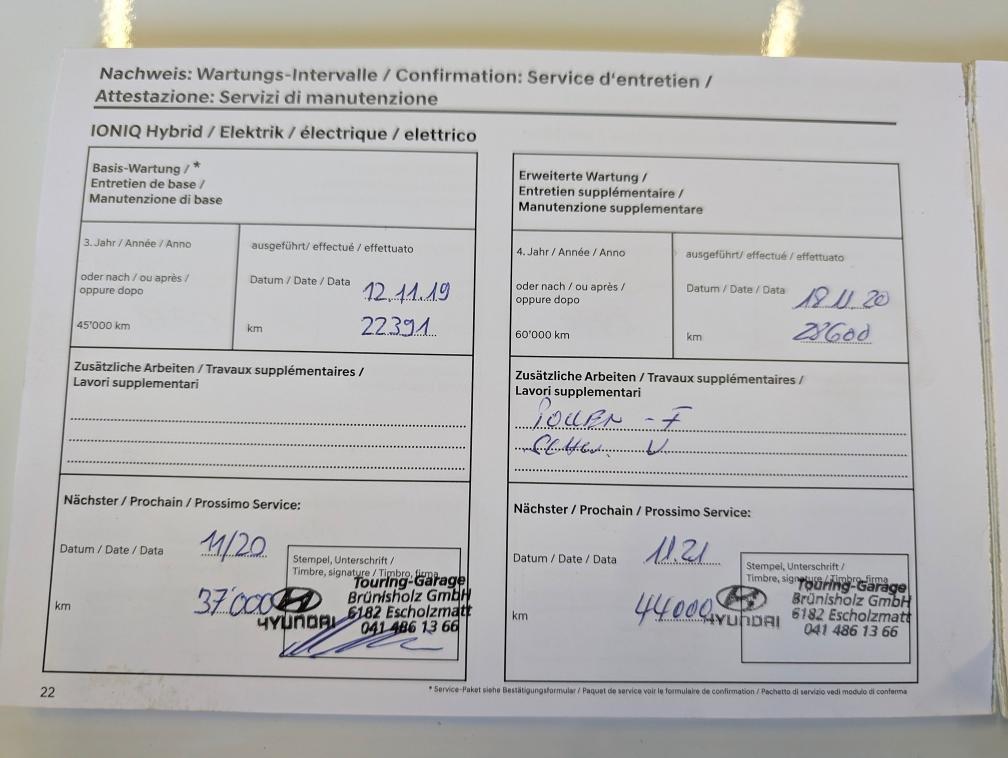 Nachweis: Wartungs-Intervalle / Confirmation: Service d'entretien /
Attestazione: Servizi di manutenzione
IONIQ Hybrid / Elektrik / électrique / elettrico
Basis-Wartung / *
Entretien de base /
Manutenzione di base
3. Jahr / Année / Anno
oder nach / ou après /
oppure dopo
45'000 km
ausgeführt/ effectué / effettuato
Datum / Date / Data 12.11.19
km 22391
Zusätzliche Arbeiten / Travaux supplémentaires /
Lavori supplementari
Nächster / Prochain / Prossimo Service:
Datum / Date / Data 11/20
km 37'000
Stempel, Unterschrift /
Timbre, signature / Timbro, firma
HYUNDAI
Touring-Garage
Brünisholz GmbH
6182 Escholzmatt
041 486 13 66
Erweiterte Wartung /
Entretien supplémentaire /
Manutenzione supplementare
4. Jahr / Année / Anno
oder nach / ou après /
oppure dopo
60'000 km
ausgeführt/ effectué / effettuato
Datum / Date / Data 18.11.20
km 28600
Zusätzliche Arbeiten / Travaux supplémentaires /
Lavori supplementari
Pollen - F
Nächster / Prochain / Prossimo Service:
Datum / Date / Data 11.21
km 44000
Stempel, Unterschrift /
Timbre, signature / Timbro, firma
HYUNDAI
Touring-Garage
Brünisholz GmbH
6182 Escholzmatt
041 486 13 66
* Service-Paket siehe Bestätigungsformular / Paquet de service voir le formulaire de confirmation / Pachetto di servizio vedi modulo di conferma
22